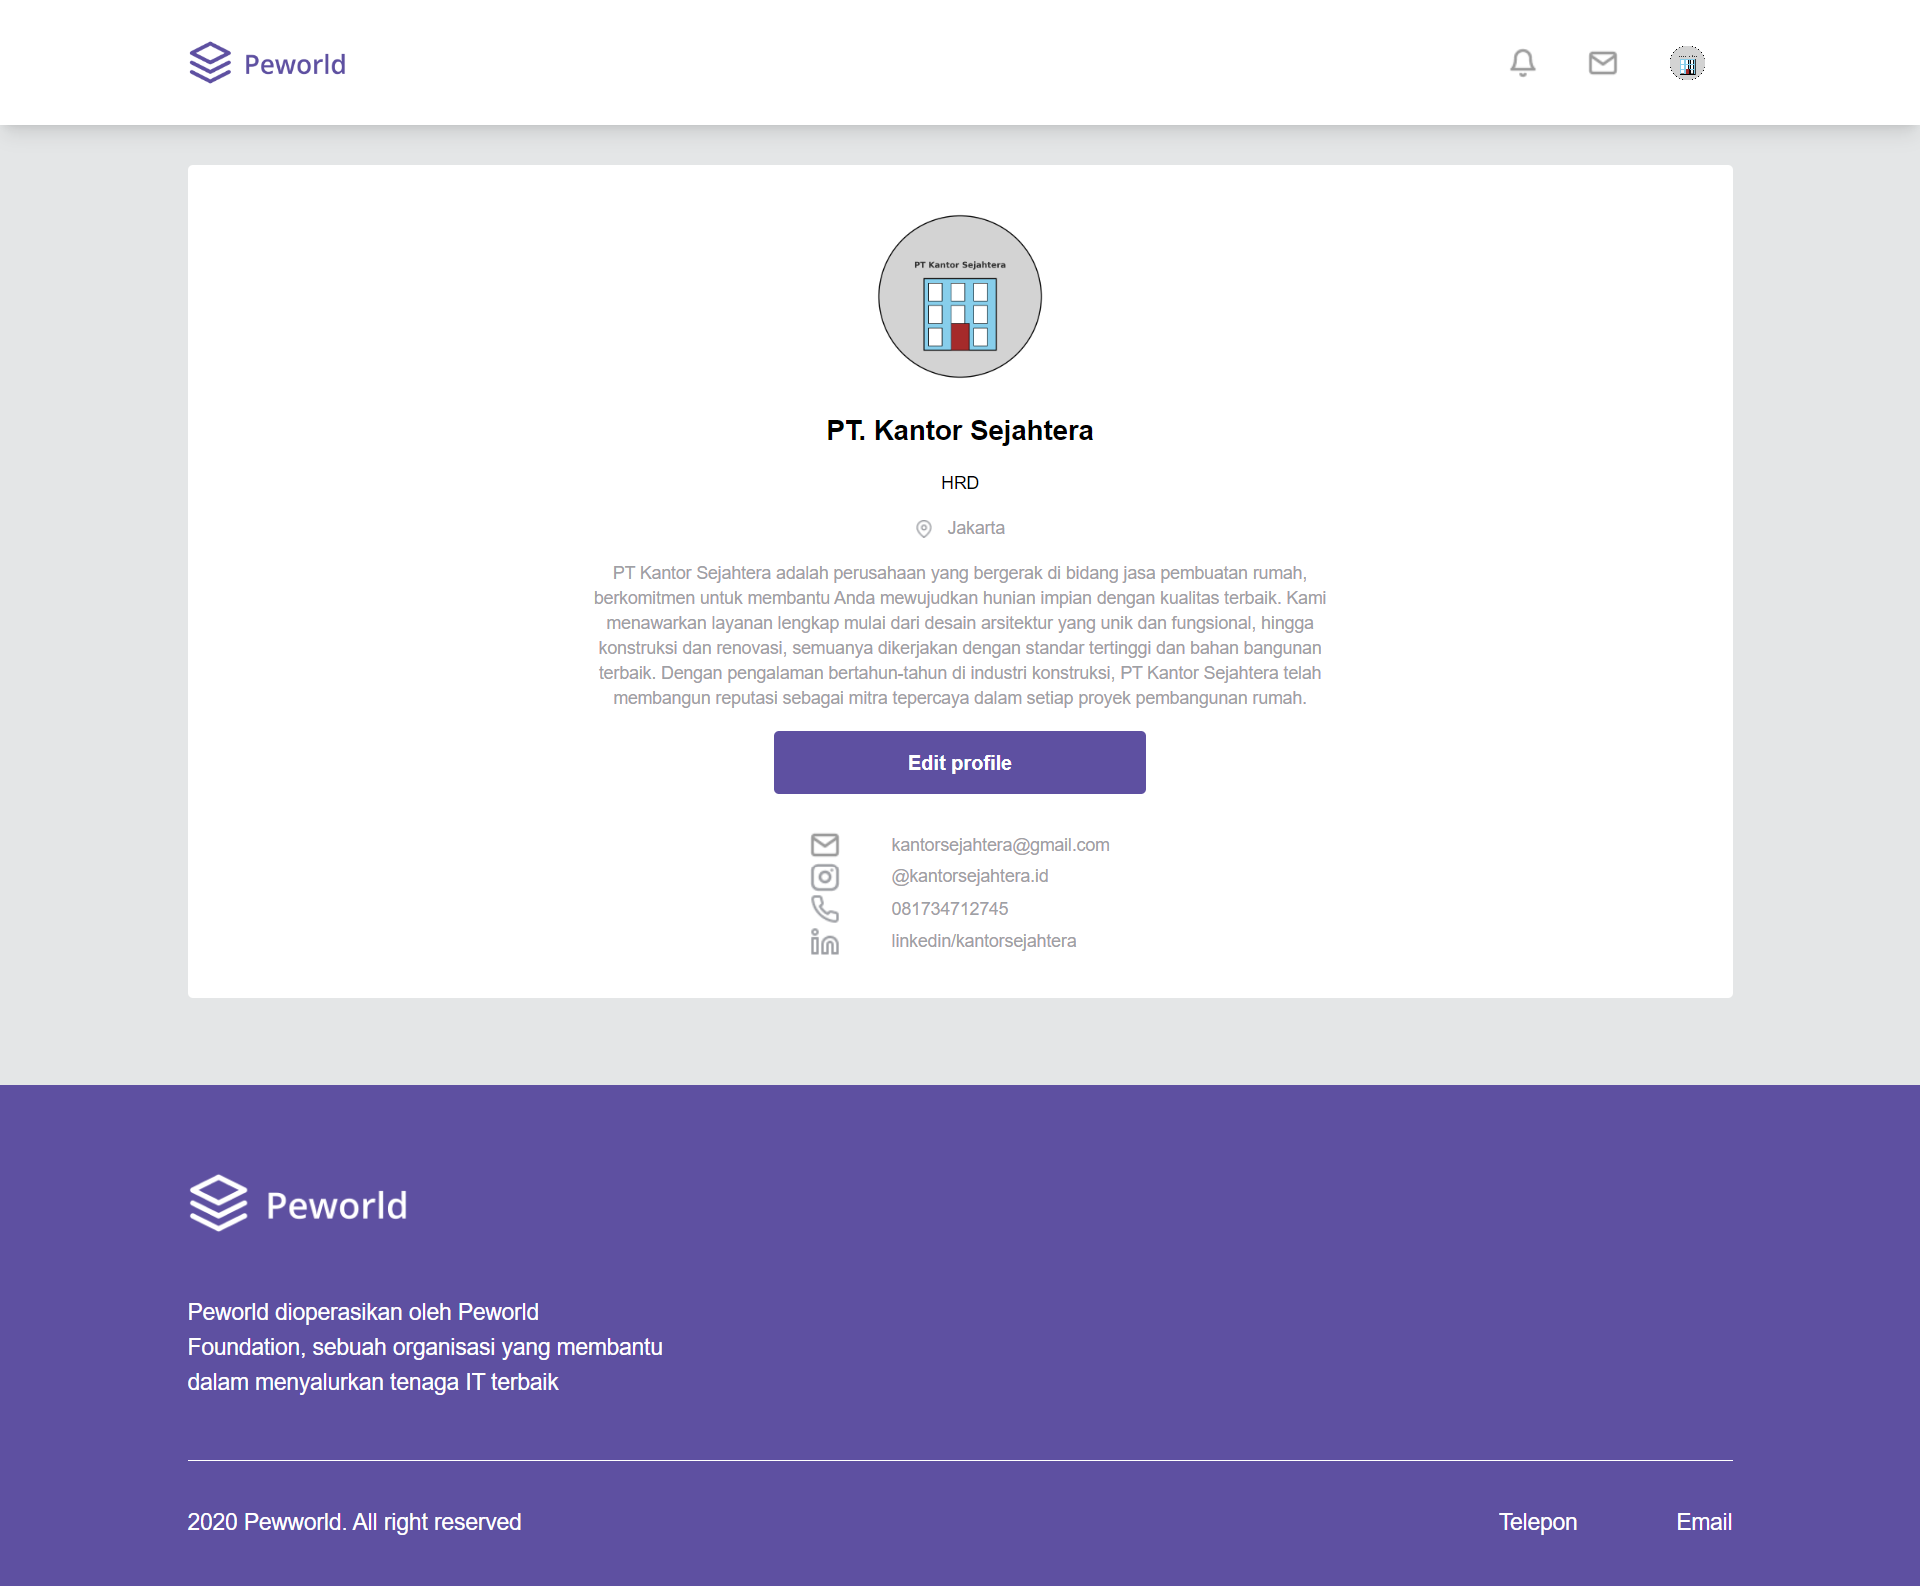 Peworld
PT Kantor Sejahtera
PT. Kantor Sejahtera
HRD
Jakarta
PT Kantor Sejahtera adalah perusahaan yang bergerak di bidang jasa pembuatan rumah,
berkomitmen untuk membantu Anda mewujudkan hunian impian dengan kualitas terbaik. Kami
menawarkan layanan lengkap mulai dari desain arsitektur yang unik dan fungsional, hingga
konstruksi dan renovasi, semuanya dikerjakan dengan standar tertinggi dan bahan bangunan
terbaik. Dengan pengalaman bertahun-tahun di industri konstruksi, PT Kantor Sejahtera telah
membangun reputasi sebagai mitra tepercaya dalam setiap proyek pembangunan rumah.
Edit profile
kantorsejahtera@gmail.com
@kantorsejahtera.id
081734712745
linkedin/kantorsejahtera
Peworld
Peworld dioperasikan oleh Peworld
Foundation, sebuah organisasi yang membantu
dalam menyalurkan tenaga IT terbaik
2020 Pewworld. All right reserved
Telepon
Email